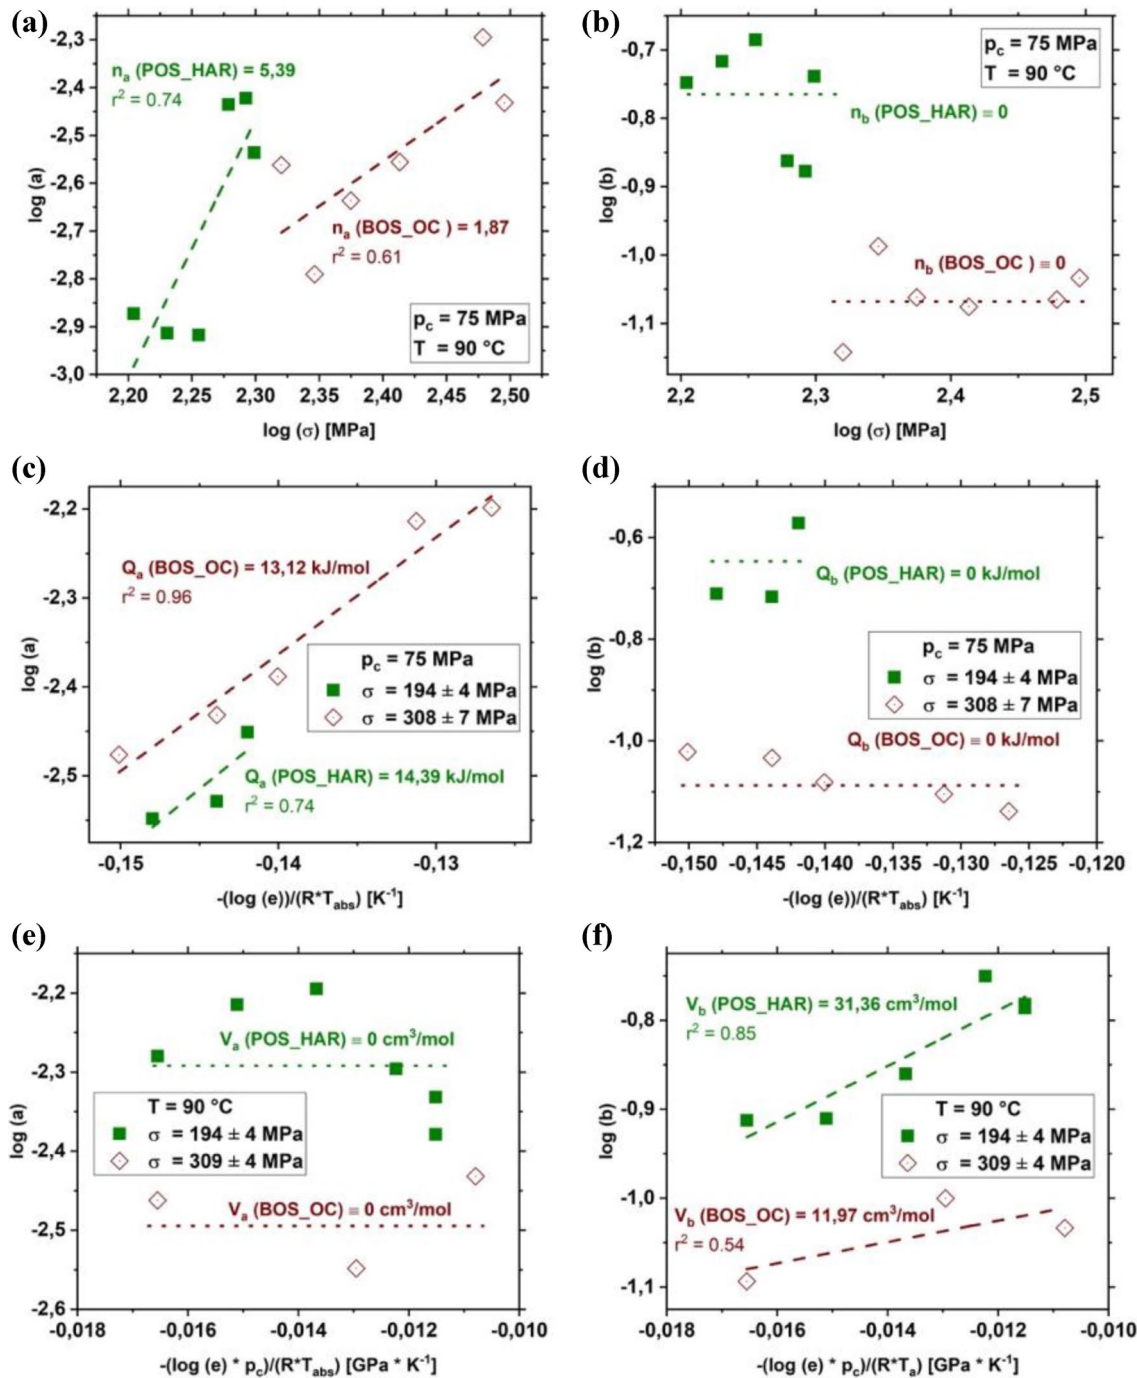 (a)
-2,3
-2,4
-2,5
-2,6
-2,7
-2,8
-2,9
-3,0
log (a)
nₐ (POS_HAR) = 5,39
r² = 0.74
nₐ (BOS_OC ) = 1,87
r² = 0.61
p_c = 75 MPa
T = 90 °C
2,20 2,25 2,30 2,35 2,40 2,45 2,50
log (σ) [MPa]
(b)
-0,7
-0,8
-0,9
-1,0
-1,1
log (b)
p_c = 75 MPa
T = 90 °C
n_b (POS_HAR) ≡ 0
n_b (BOS_OC ) ≡ 0
2,2 2,3 2,4 2,5
log (σ) [MPa]
(c)
-2,2
-2,3
-2,4
-2,5
log (a)
Qₐ (BOS_OC) = 13,12 kJ/mol
r² = 0.96
p_c = 75 MPa
σ = 194 ± 4 MPa
σ = 308 ± 7 MPa
Qₐ (POS_HAR) = 14,39 kJ/mol
r² = 0.74
-0,15 -0,14 -0,13
-(log (e))/(R*T_abs) [K⁻¹]
(d)
-0,6
-0,8
-1,0
-1,2
log (b)
Q_b (POS_HAR) = 0 kJ/mol
p_c = 75 MPa
σ = 194 ± 4 MPa
σ = 308 ± 7 MPa
Q_b (BOS_OC) ≡ 0 kJ/mol
-0,150 -0,145 -0,140 -0,135 -0,130 -0,125 -0,120
-(log (e))/(R*T_abs) [K⁻¹]
(e)
-2,2
-2,3
-2,4
-2,5
-2,6
log (a)
Vₐ (POS_HAR) ≡ 0 cm³/mol
T = 90 °C
σ = 194 ± 4 MPa
σ = 309 ± 4 MPa
Vₐ (BOS_OC) ≡ 0 cm³/mol
-0,018 -0,016 -0,014 -0,012 -0,010
-(log (e) * p_c)/(R*T_abs) [GPa * K⁻¹]
(f)
-0,8
-0,9
-1,0
-1,1
log (b)
V_b (POS_HAR) = 31,36 cm³/mol
r² = 0.85
T = 90 °C
σ = 194 ± 4 MPa
σ = 309 ± 4 MPa
V_b (BOS_OC) = 11,97 cm³/mol
r² = 0.54
-0,018 -0,016 -0,014 -0,012 -0,010
-(log (e) * p_c)/(R*Tₐ) [GPa * K⁻¹]